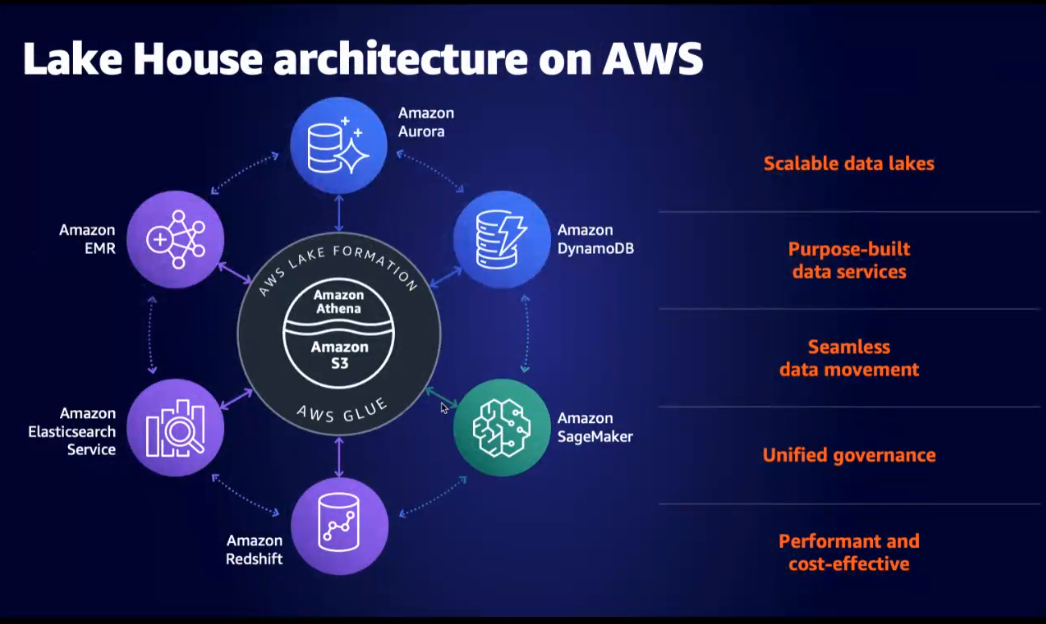 Lake House architecture on AWS
Amazon
Aurora
Amazon
EMR
Amazon
DynamoDB
AWS LAKE FORMATION
Amazon
Athena
Amazon
S3
AWS GLUE
Amazon
Elasticsearch
Service
Amazon
SageMaker
Amazon
Redshift
Scalable data lakes
Purpose-built
data services
Seamless
data movement
Unified governance
Performant and
cost-effective